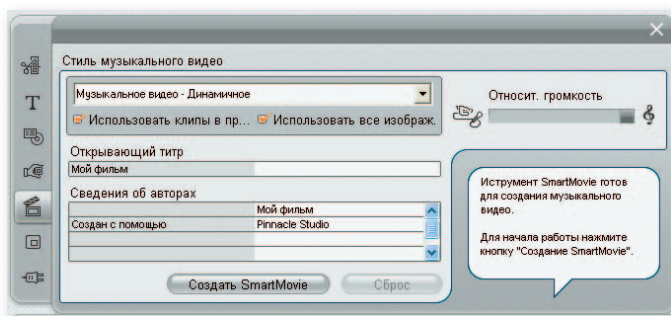 Стиль музыкального видео
Музыкальное видео - Динамичное
Использовать клипы в пр... Использовать все изображ.
Относит. громкость
Открывающий титр
Мой фильм
Сведения об авторах
Мой фильм
Создан с помощью Pinnacle Studio
Создать SmartMovie Сброс
Иструмент SmartMovie готов
для создания музыкального
видео.
Для начала работы нажмите
кнопку "Создание SmartMovie".
T